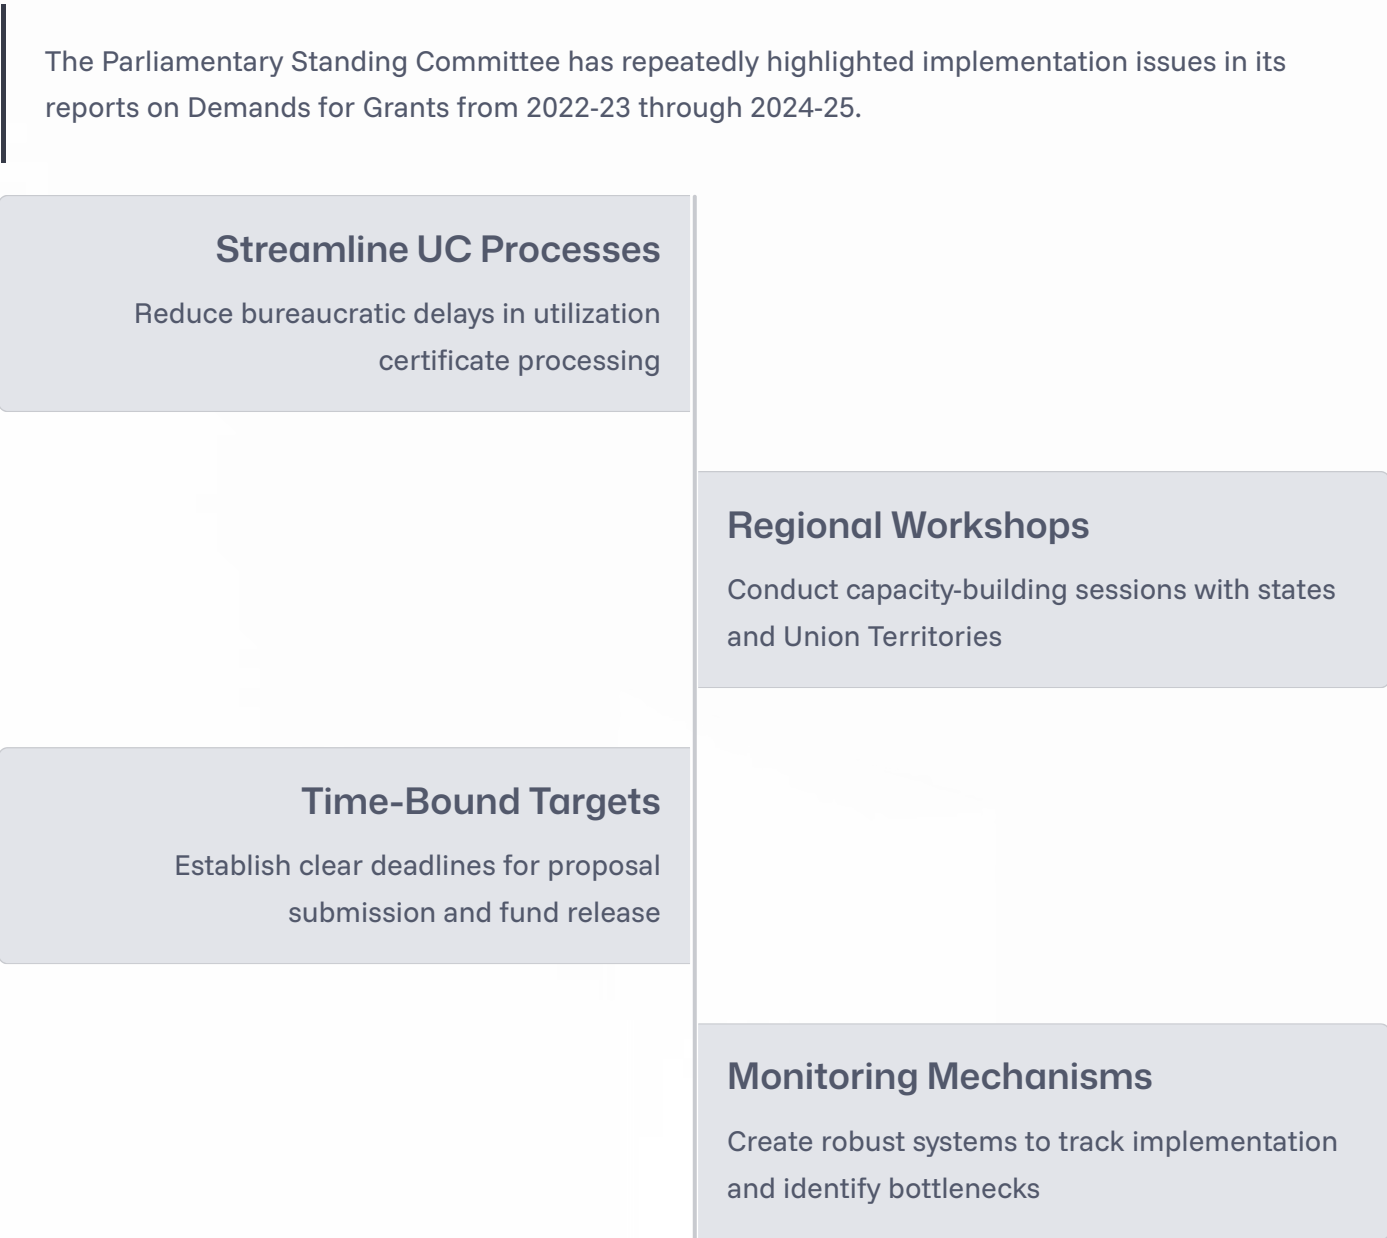 The Parliamentary Standing Committee has repeatedly highlighted implementation issues in its
reports on Demands for Grants from 2022-23 through 2024-25.
Streamline UC Processes
Reduce bureaucratic delays in utilization
certificate processing
Regional Workshops
Conduct capacity-building sessions with states
and Union Territories
Time-Bound Targets
Establish clear deadlines for proposal
submission and fund release
Monitoring Mechanisms
Create robust systems to track implementation
and identify bottlenecks